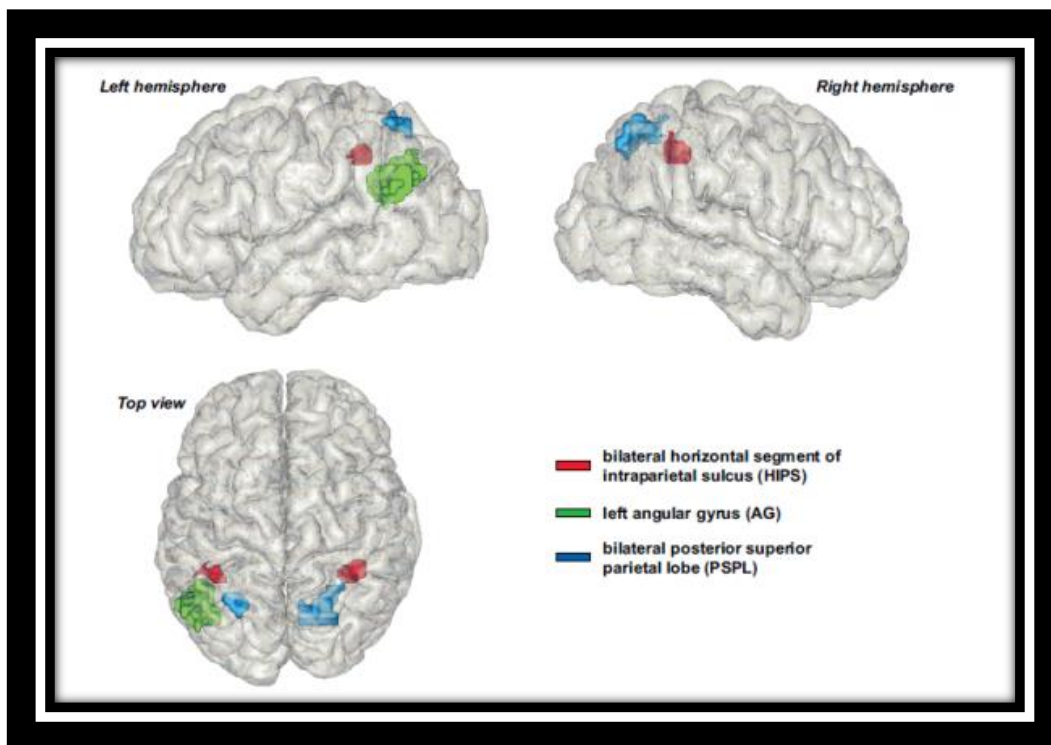 Left hemisphere
Right hemisphere
Top view
bilateral horizontal segment of
intraparietal sulcus (HIPS)
left angular gyrus (AG)
bilateral posterior superior
parietal lobe (PSPL)